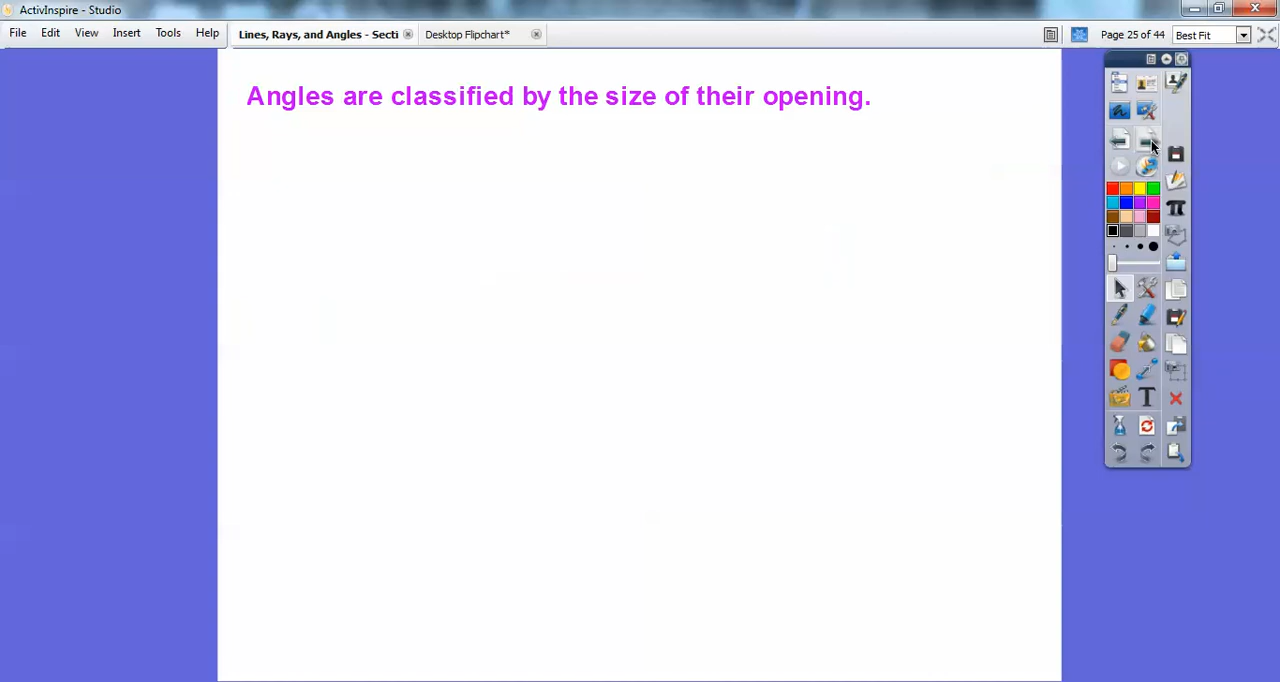 ActivInspire - Studio
File Edit View Insert Tools Help
Lines, Rays, and Angles - Secti
Desktop Flipchart*
Page 25 of 44
Best Fit
Angles are classified by the size of their opening.